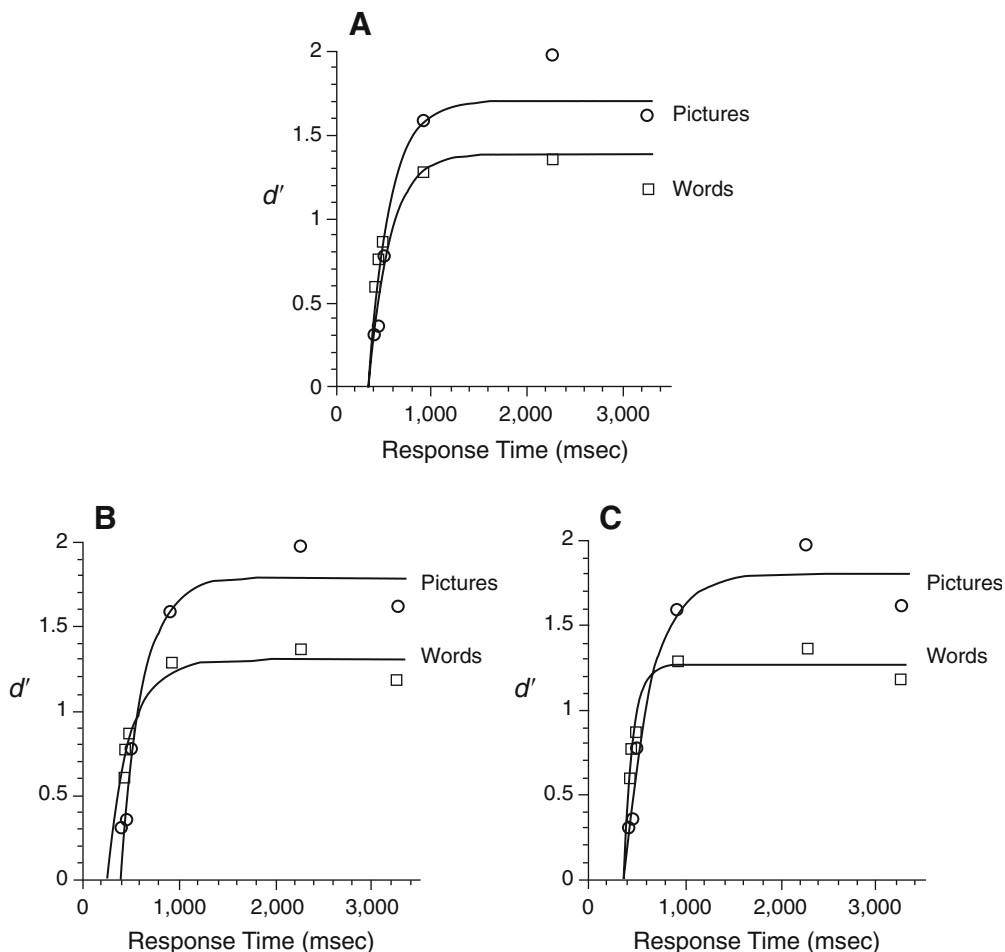 A
2
1.5
1
0.5
0
d′
Pictures
Words
0 1,000 2,000 3,000
Response Time (msec)
B
2
1.5
1
0.5
0
d′
Pictures
Words
0 1,000 2,000 3,000
Response Time (msec)
C
2
1.5
1
0.5
0
d′
Pictures
Words
0 1,000 2,000 3,000
Response Time (msec)